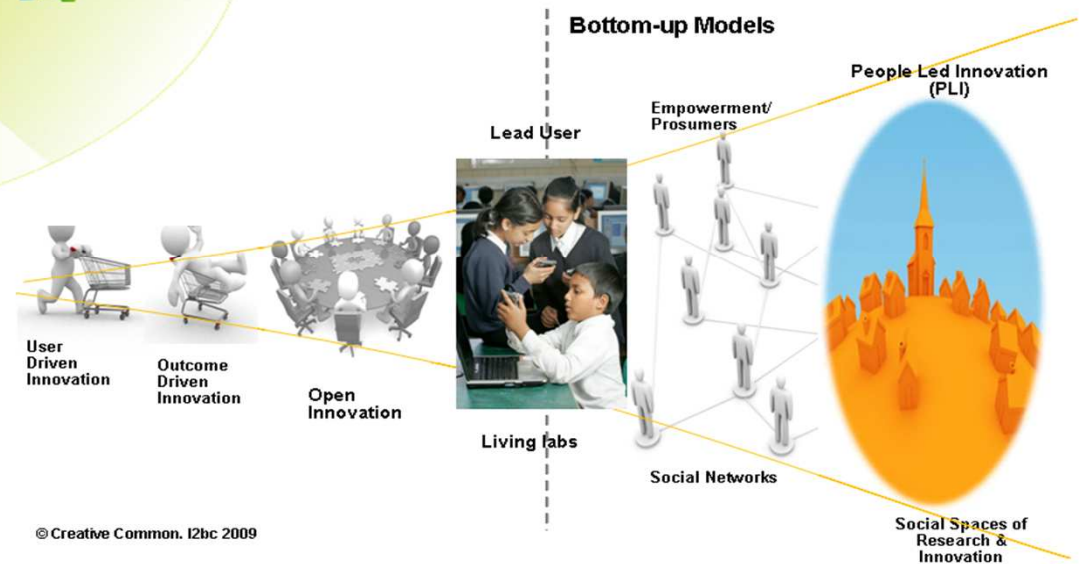 Bottom-up Models
People Led Innovation
(PLI)
Empowerment/
Prosumers
Lead User
User
Driven
Innovation
Outcome
Driven
Innovation
Open
Innovation
Living labs
Social Networks
Social Spaces of
Research &
Innovation
© Creative Common. I2bc 2009